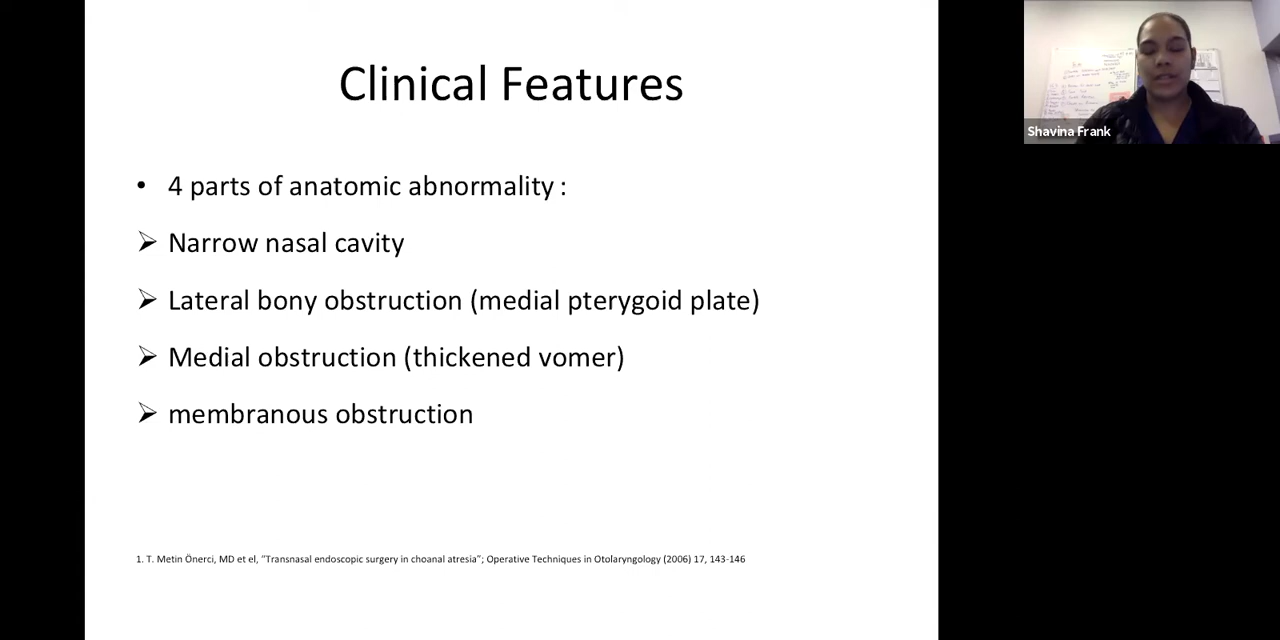 Clinical Features
• 4 parts of anatomic abnormality :
➢ Narrow nasal cavity
➢ Lateral bony obstruction (medial pterygoid plate)
➢ Medial obstruction (thickened vomer)
➢ membranous obstruction
1. T. Metin Önerci, MD et el, “Transnasal endoscopic surgery in choanal atresia”; Operative Techniques in Otolaryngology (2006) 17, 143-146
Shavina Frank